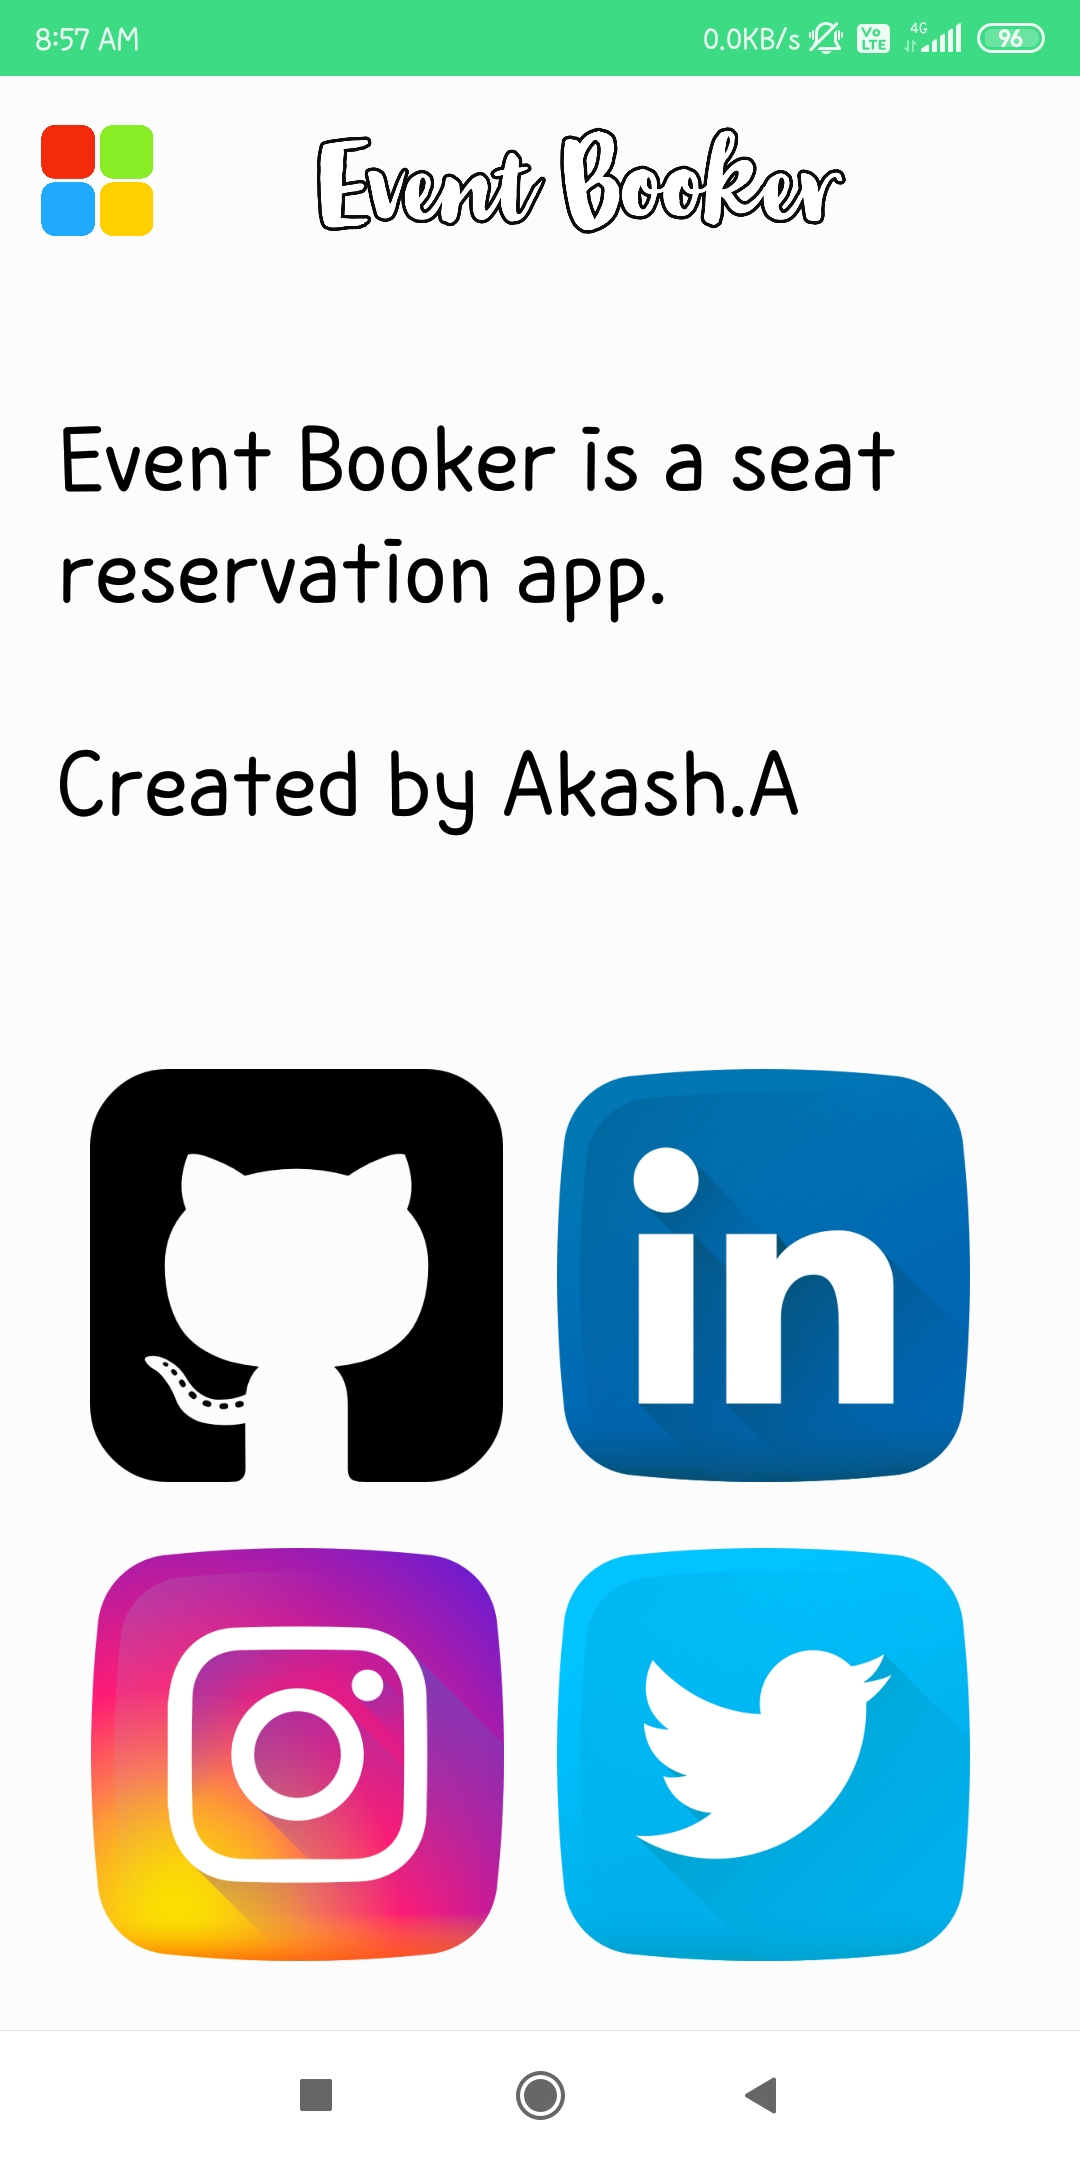 8:57 AM 0.0KB/s Vo LTE 4G 96
Event Booker
Event Booker is a seat
reservation app.
Created by Akash.A
in